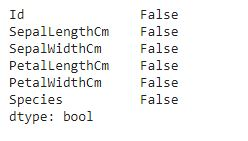 Id False
SepalLengthCm False
SepalWidthCm False
PetalLengthCm False
PetalWidthCm False
Species False
dtype: bool